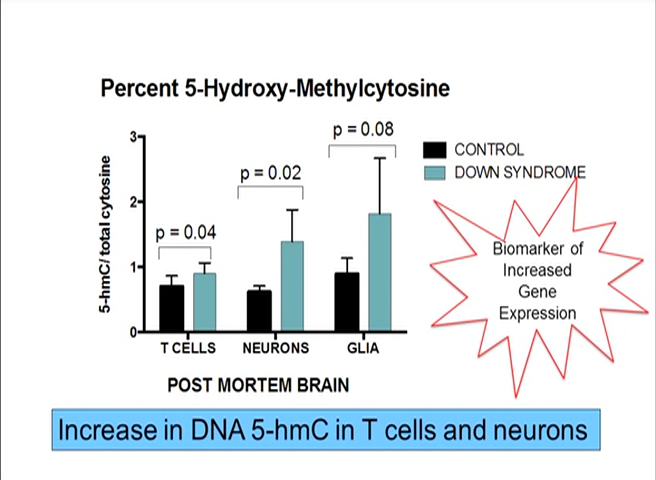 Percent 5-Hydroxy-Methylcytosine
5-hmC/ total cytosine
3
2
1
0
p = 0.04
p = 0.02
p = 0.08
CONTROL
DOWN SYNDROME
T CELLS
NEURONS
GLIA
POST MORTEM BRAIN
Biomarker of
Increased
Gene
Expression
Increase in DNA 5-hmC in T cells and neurons